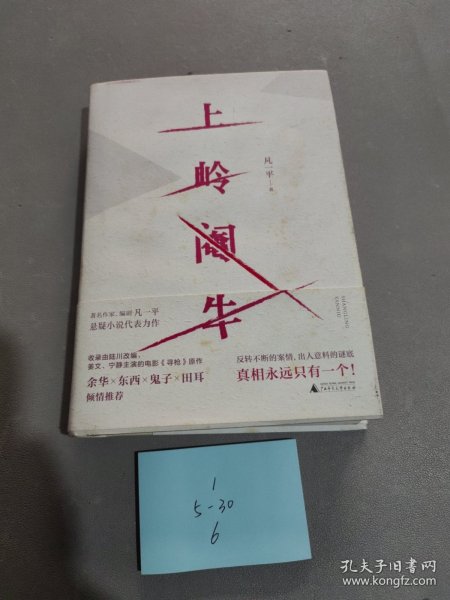 上
岭
阉
牛
凡一平 著
SHANGLING
YANNIU
著名作家、编剧 凡一平
悬疑小说代表力作
收录由陆川改编，
姜文、宁静主演的电影《寻枪》原作
余华×东西×鬼子×田耳
倾情推荐
反转不断的案情，出人意料的谜底
真相永远只有一个！
广西师范大学出版社
1
5-30
6
孔夫子旧书网
www.kongfz.com